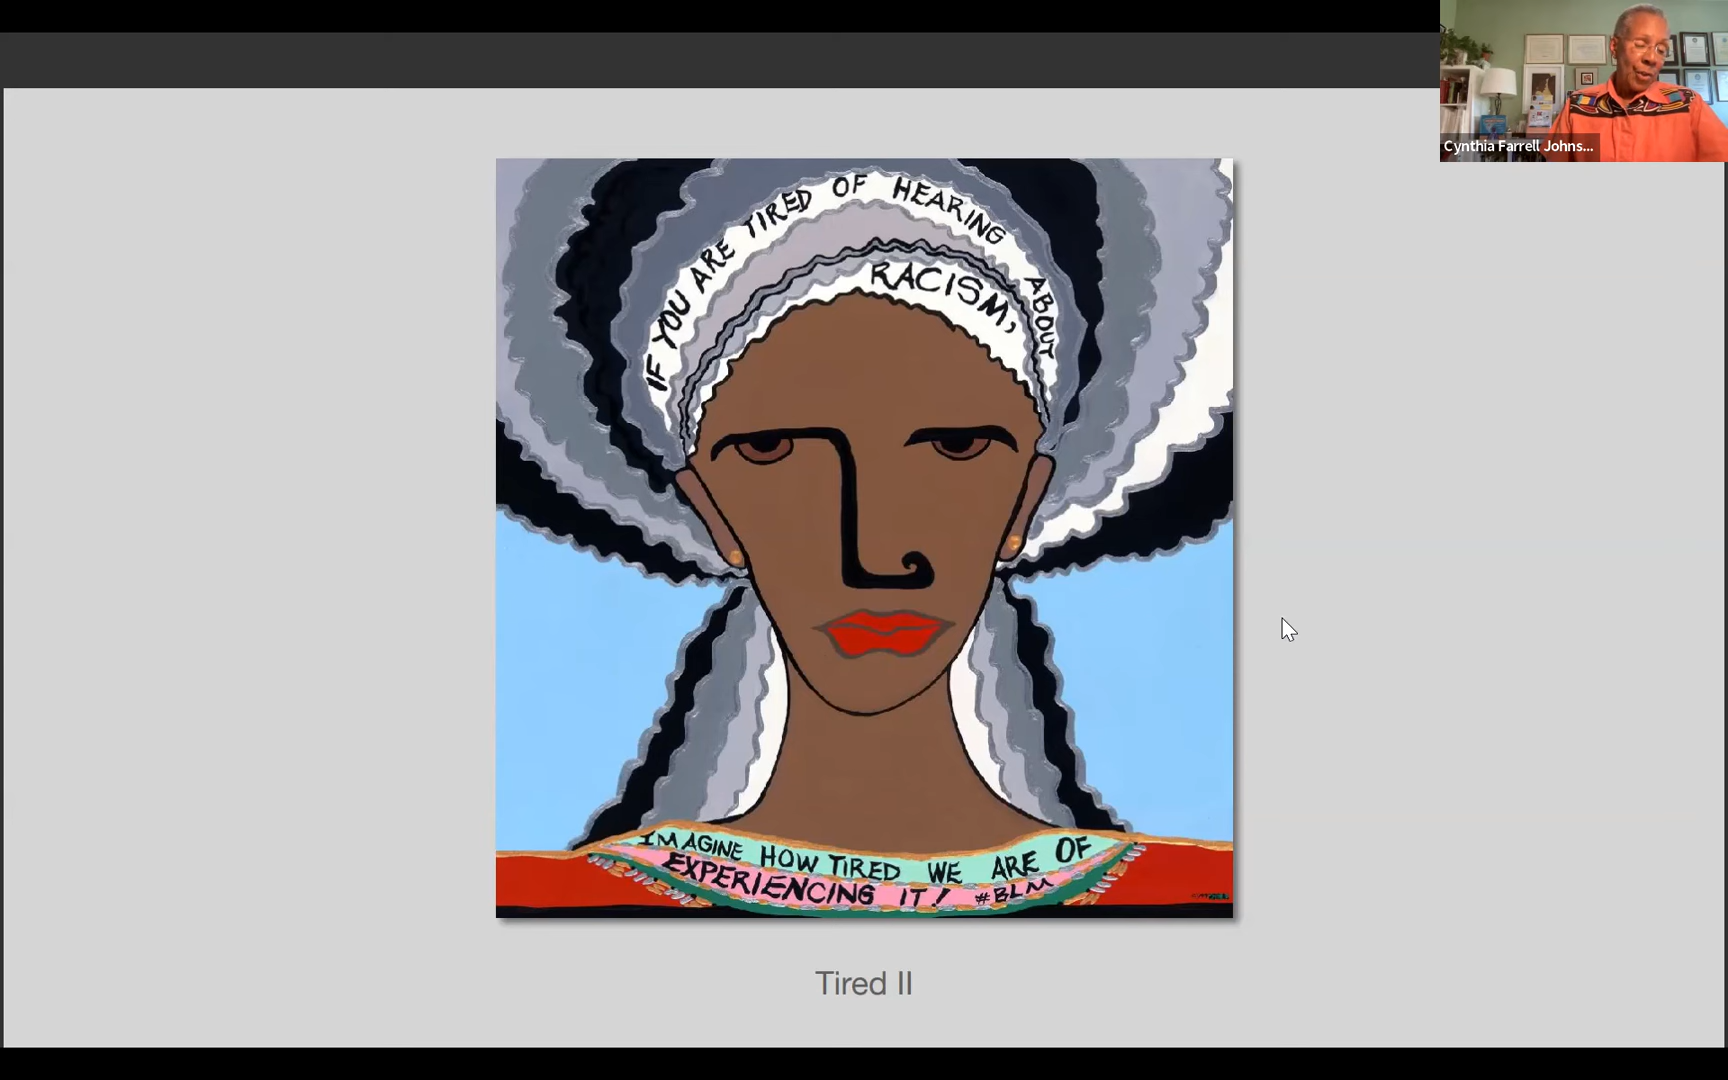 Cynthia Farrell Johns...
IF YOU ARE TIRED OF HEARING ABOUT
RACISM,
IMAGINE HOW TIRED WE ARE OF
EXPERIENCING IT! #BLM
Tired II